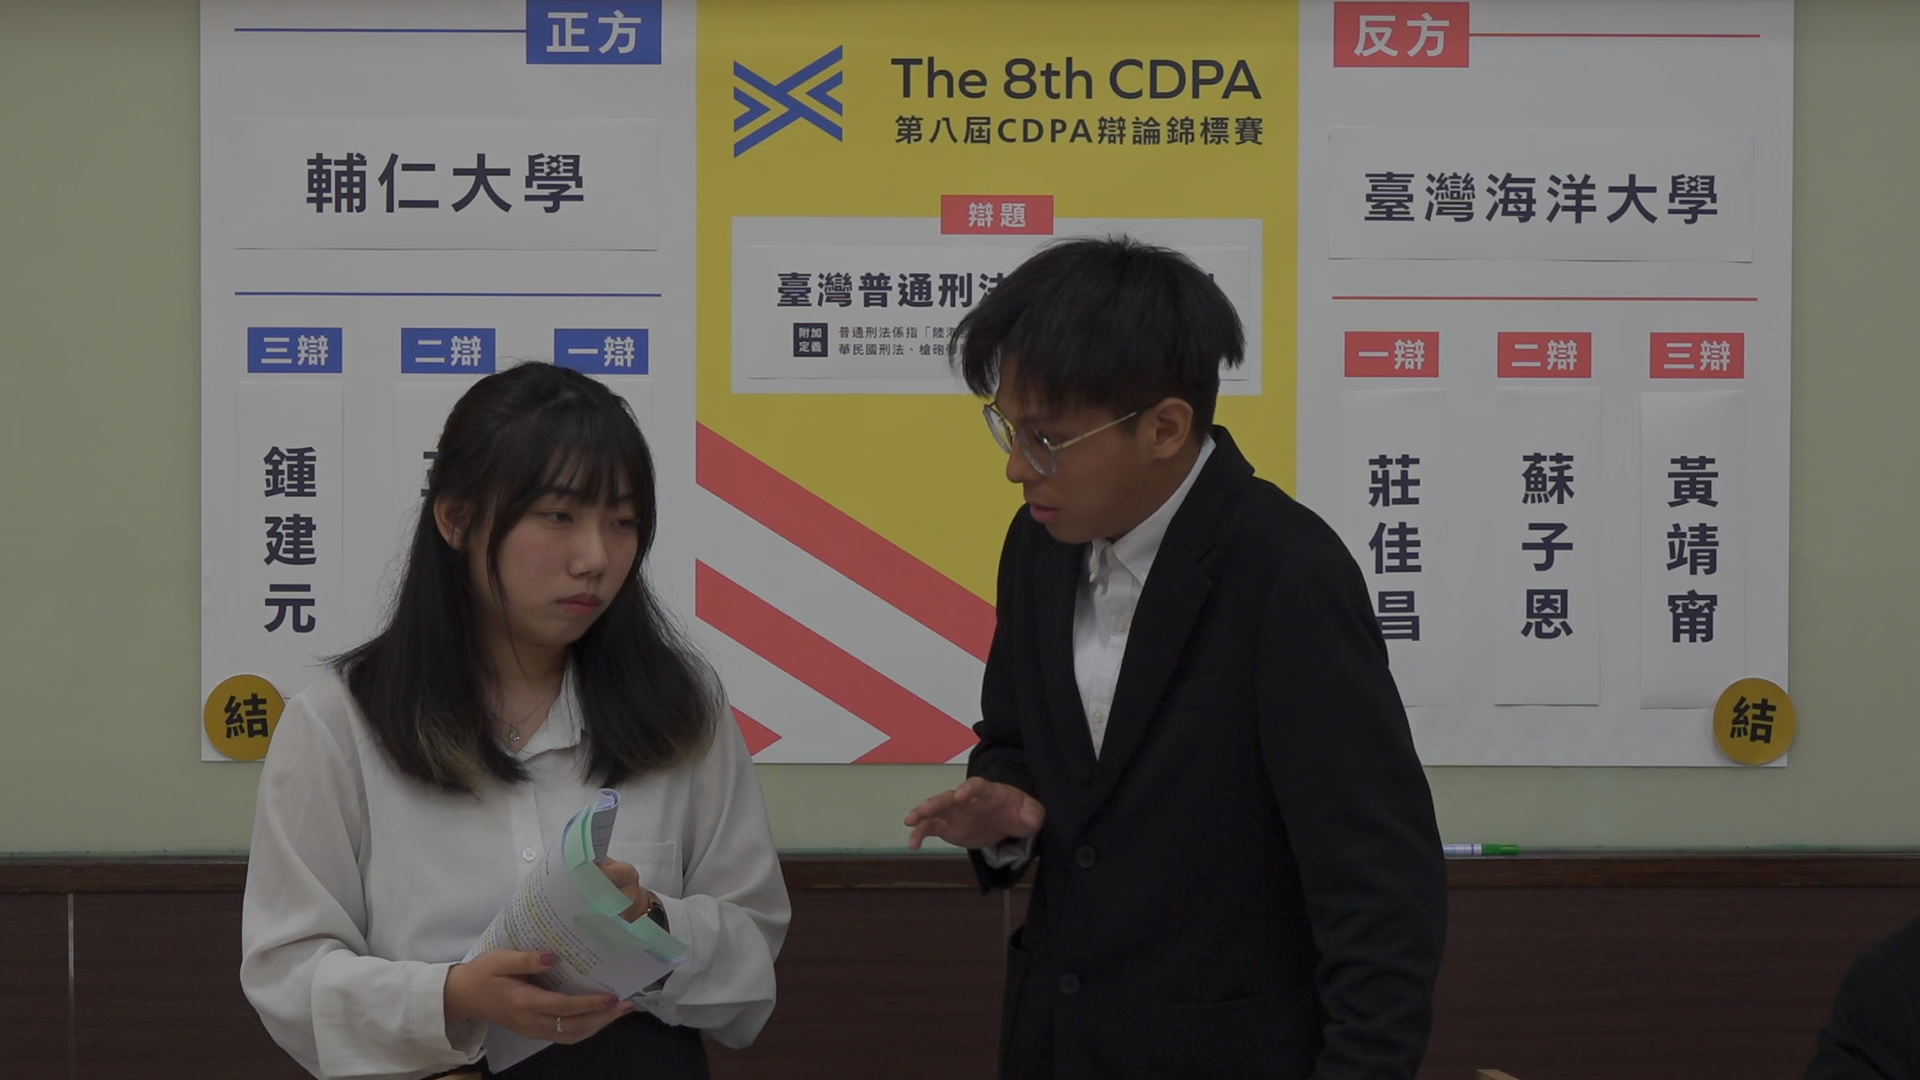 正方
輔仁大學
三辯
二辯
一辯
鍾建元
結
The 8th CDPA
第八屆CDPA辯論錦標賽
辯題
臺灣普通刑法
附加
定義
普通刑法係指「陸海
華民國刑法、槍砲彈
反方
臺灣海洋大學
一辯
二辯
三辯
莊佳昌
蘇子恩
黃靖甯
結